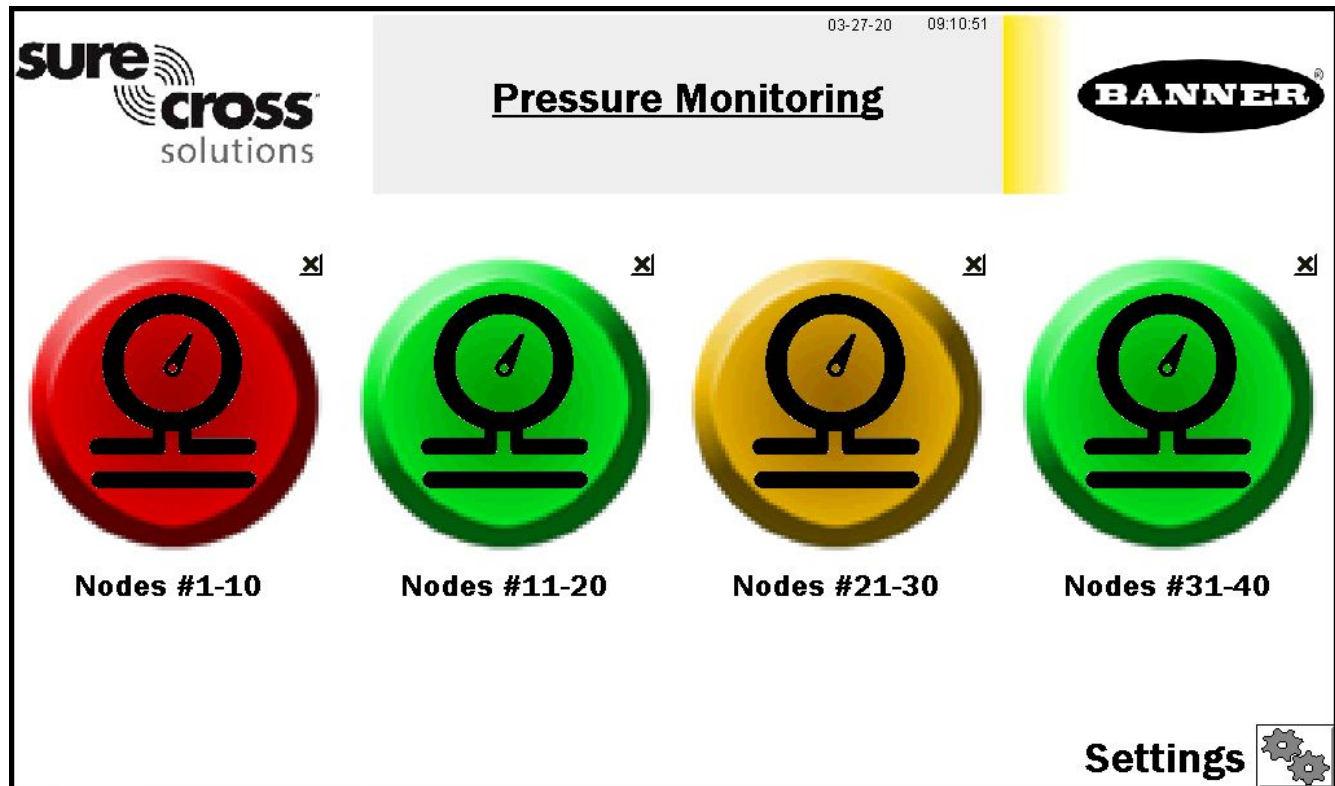 sure cross solutions
03-27-20 09:10:51
Pressure Monitoring
BANNER®
Nodes #1-10
Nodes #11-20
Nodes #21-30
Nodes #31-40
Settings